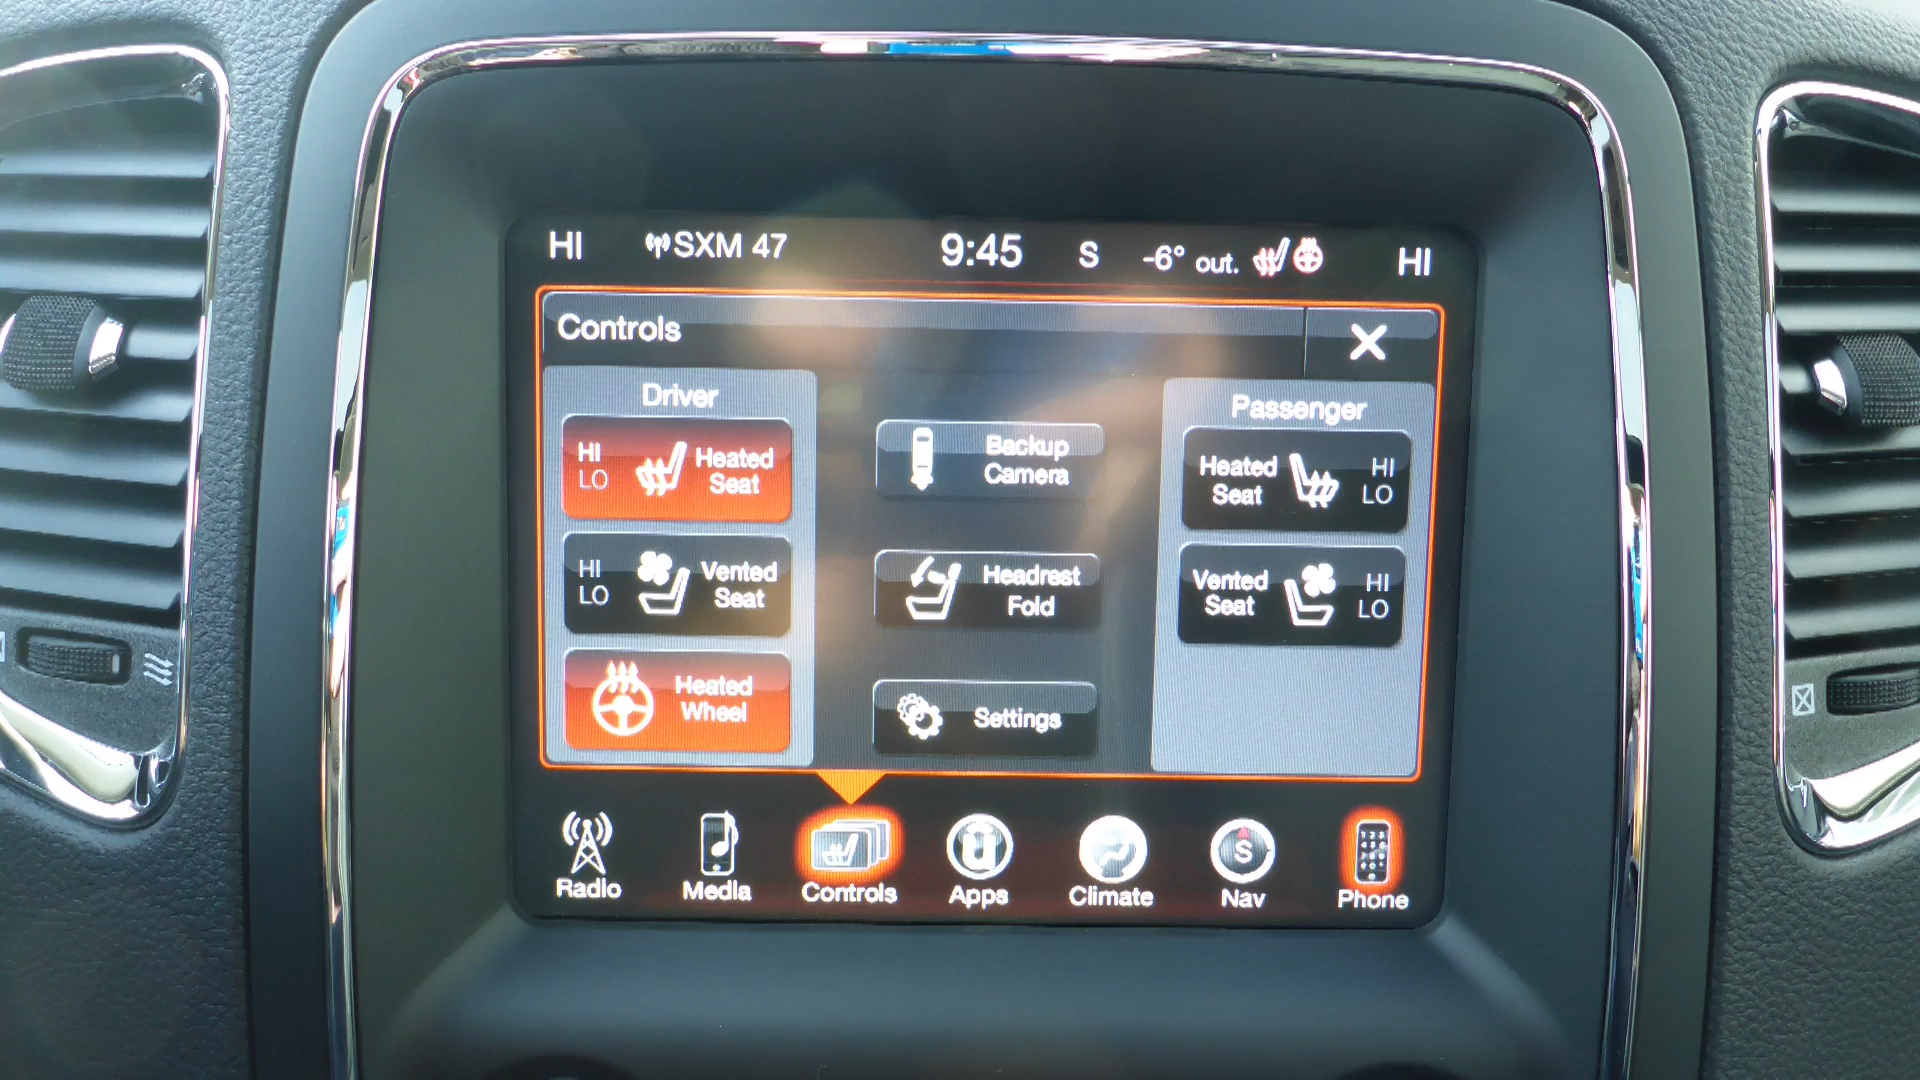 HI SXM 47 9:45 S -6° out. HI
Controls X
Driver
HI
LO
Heated
Seat
HI
LO
Vented
Seat
Heated
Wheel
Backup
Camera
Headrest
Fold
Settings
Passenger
Heated
Seat
HI
LO
Vented
Seat
HI
LO
Radio Media Controls Apps Climate S Nav Phone